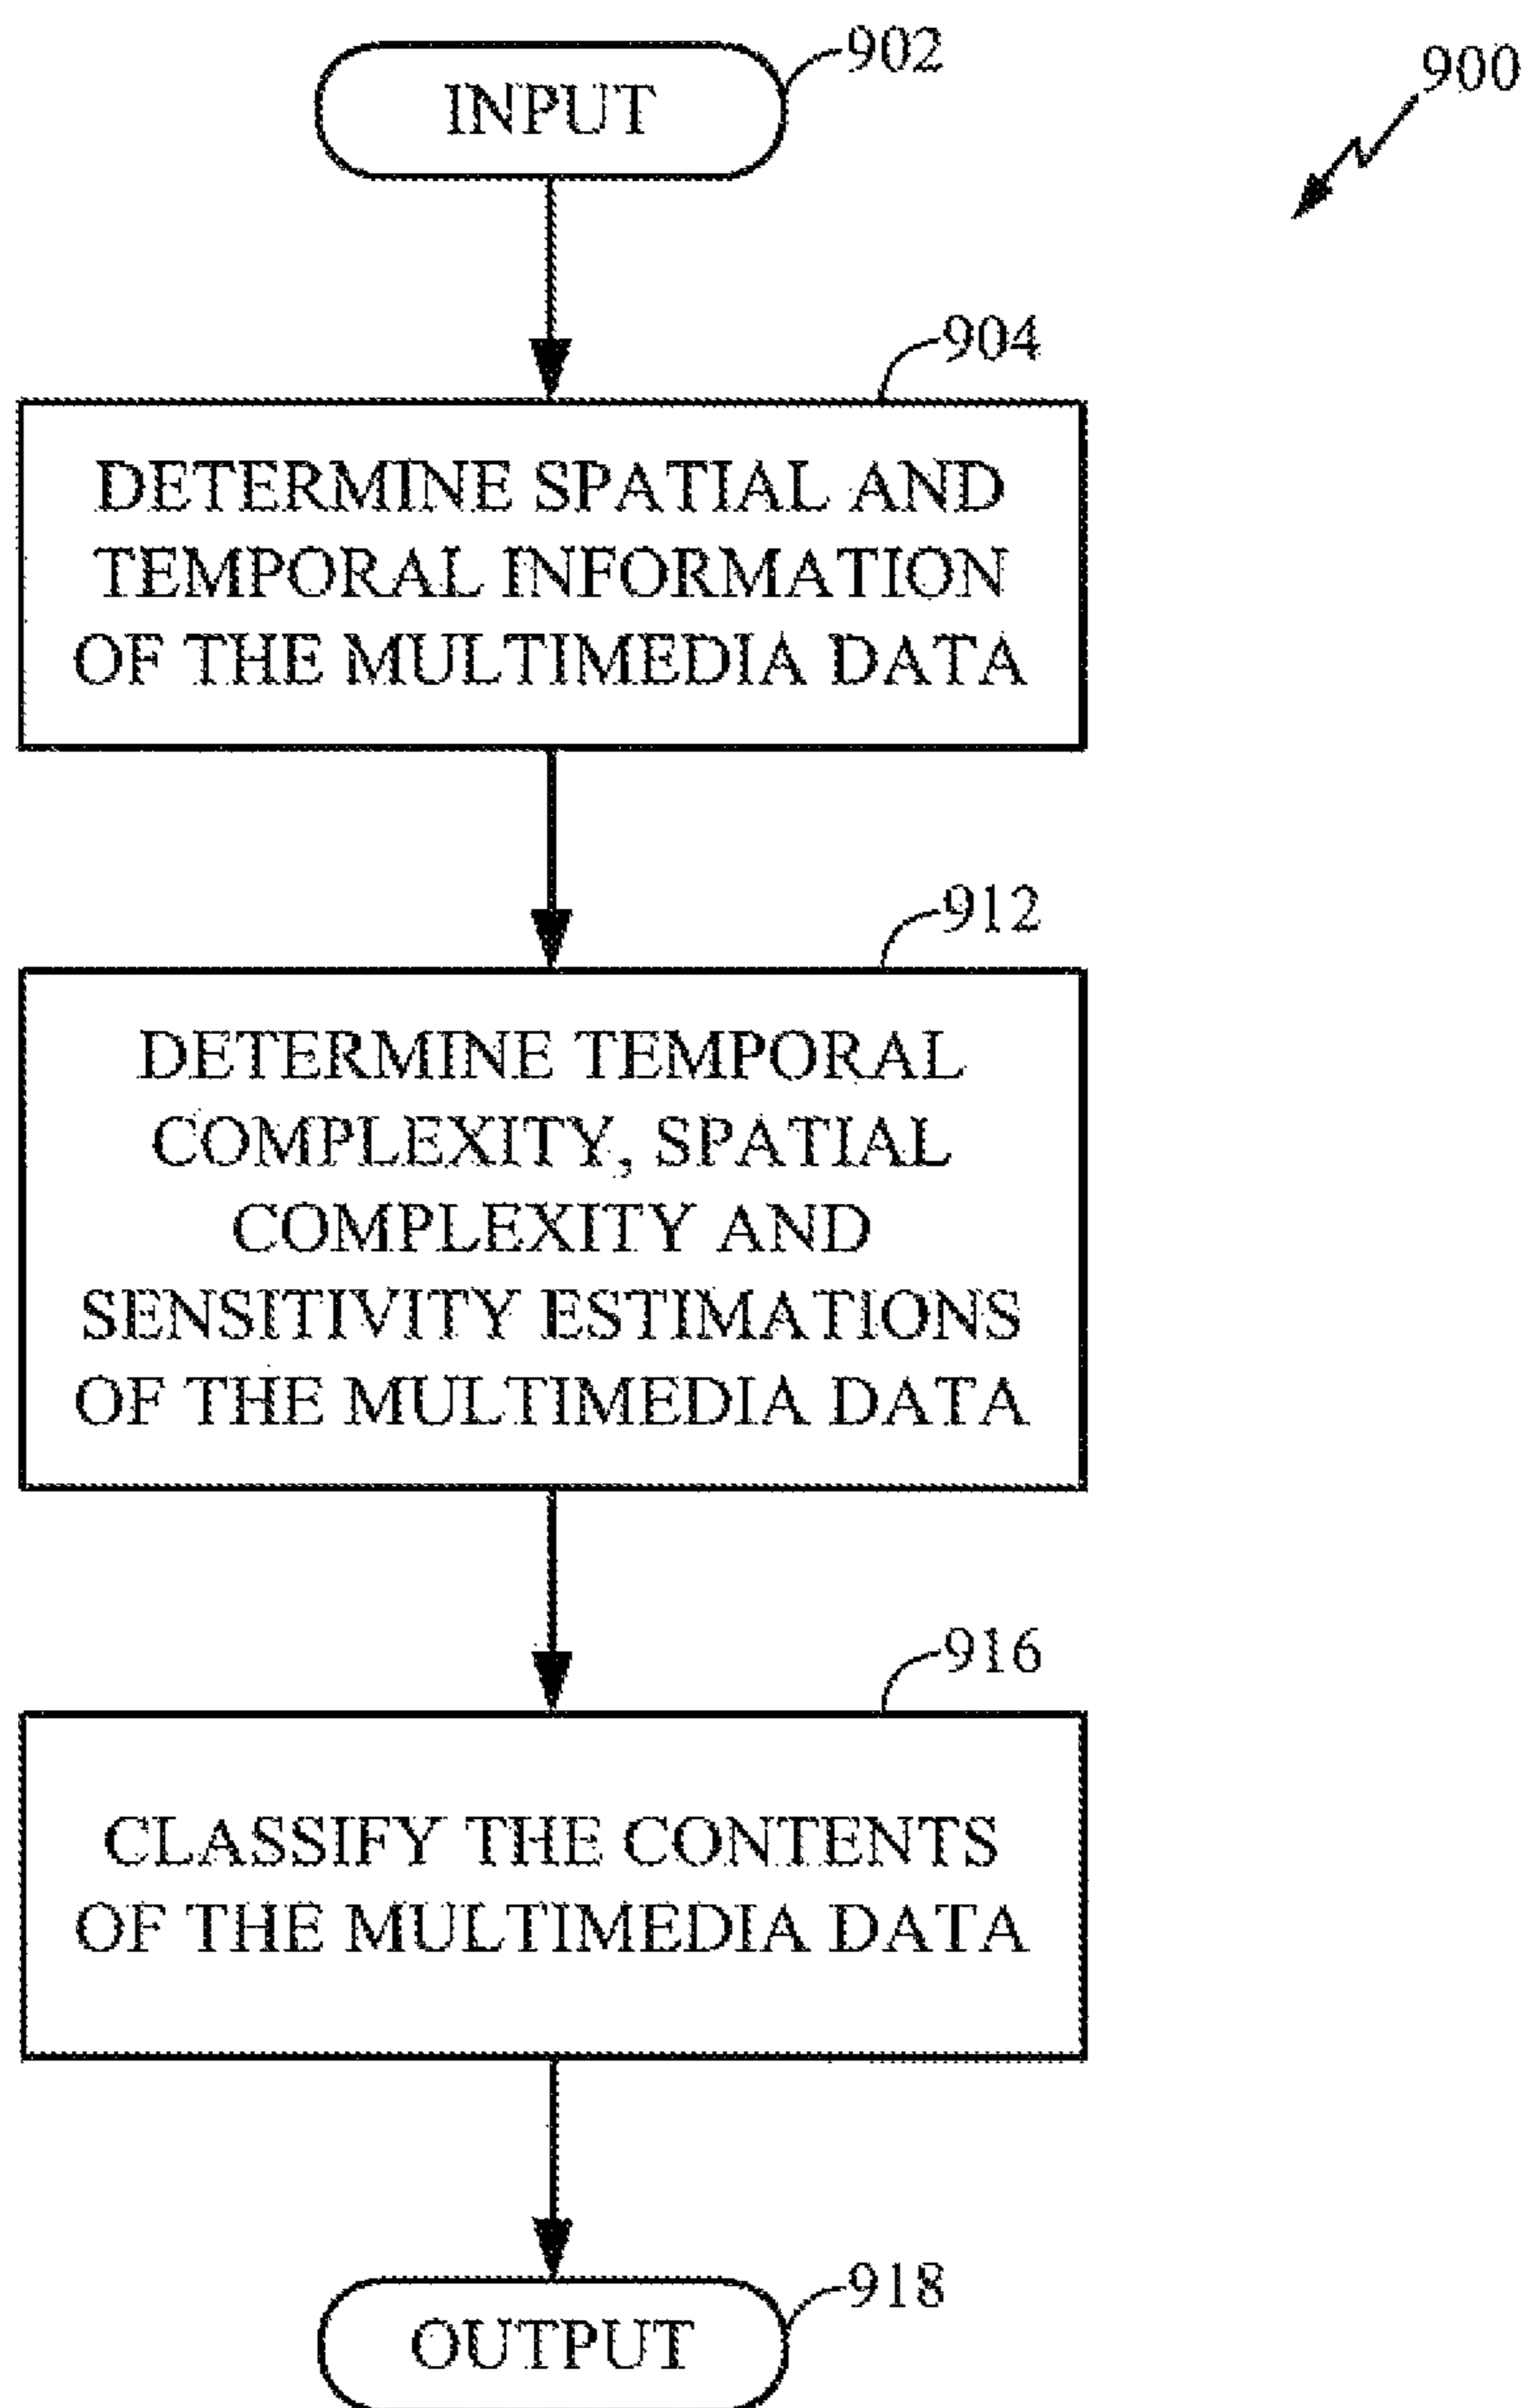 902
INPUT
900
904
DETERMINE SPATIAL AND
TEMPORAL INFORMATION
OF THE MULTIMEDIA DATA
912
DETERMINE TEMPORAL
COMPLEXITY, SPATIAL
COMPLEXITY AND
SENSITIVITY ESTIMATIONS
OF THE MULTIMEDIA DATA
916
CLASSIFY THE CONTENTS
OF THE MULTIMEDIA DATA
918
OUTPUT